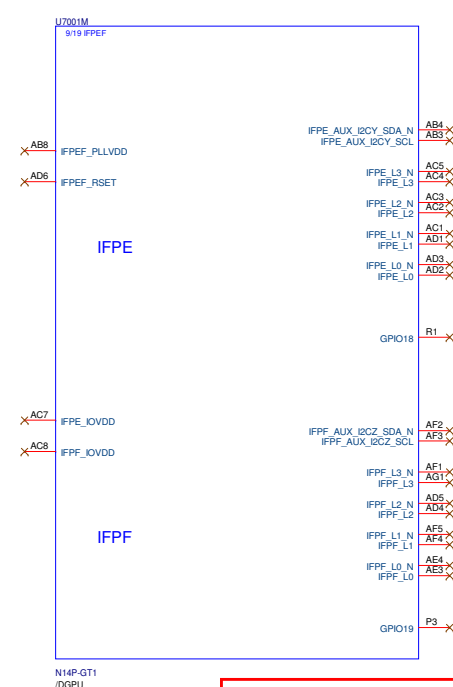 U7001M
9/19 IFPEF
IFPE_AUX_I2CY_SDA_N AB4
IFPE_AUX_I2CY_SCL AB3
AB8 IFPEF_PLLVDD
IFPE_L3_N AC5
IFPE_L3 AC4
AD6 IFPEF_RSET
IFPE_L2_N AC3
IFPE_L2 AC2
IFPE_L1_N AC1
IFPE_L1 AD1
IFPE
IFPE_L0_N AD3
IFPE_L0 AD2
GPIO18 R1
AC7 IFPE_IOVDD
IFPF_AUX_I2CZ_SDA_N AF2
IFPF_AUX_I2CZ_SCL AF3
AC8 IFPF_IOVDD
IFPF_L3_N AF1
IFPF_L3 AG1
IFPF_L2_N AD5
IFPF_L2 AD4
IFPF
IFPF_L1_N AF5
IFPF_L1 AF4
IFPF_L0_N AE4
IFPF_L0 AE3
GPIO19 P3
N14P-GT1
/DGPU